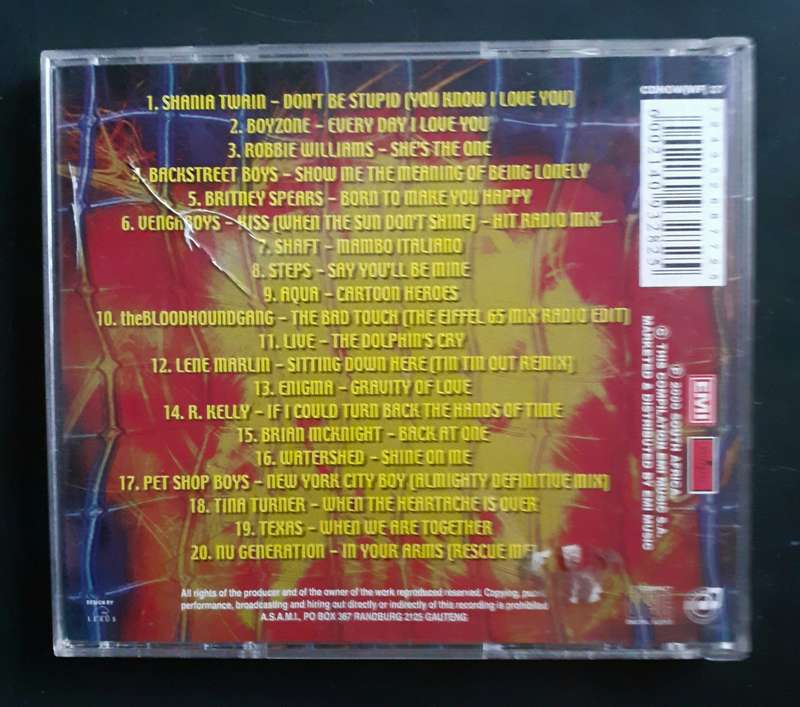 1. SHANIA TWAIN – DON'T BE STUPID (YOU KNOW I LOVE YOU)
2. BOYZONE – EVERY DAY I LOVE YOU
3. ROBBIE WILLIAMS – SHE'S THE ONE
4. BACKSTREET BOYS – SHOW ME THE MEANING OF BEING LONELY
5. BRITNEY SPEARS – BORN TO MAKE YOU HAPPY
6. VENGABOYS – KISS (WHEN THE SUN DON'T SHINE) – HIT RADIO MIX
7. SHAFT – MAMBO ITALIANO
8. STEPS – SAY YOU'LL BE MINE
9. AQUA – CARTOON HEROES
10. theBLOODHOUNDGANG – THE BAD TOUCH (THE EIFFEL 65 MIX RADIO EDIT)
11. LIVE – THE DOLPHIN'S CRY
12. LENE MARLIN – SITTING DOWN HERE (TIN TIN OUT REMIX)
13. ENIGMA – GRAVITY OF LOVE
14. R. KELLY – IF I COULD TURN BACK THE HANDS OF TIME
15. BRIAN MCKNIGHT – BACK AT ONE
16. WATERSHED – SHINE ON ME
17. PET SHOP BOYS – NEW YORK CITY BOY (ALMIGHTY DEFINITIVE MIX)
18. TINA TURNER – WHEN THE HEARTACHE IS OVER
19. TEXAS – WHEN WE ARE TOGETHER
20. NU GENERATION – IN YOUR ARMS (RESCUE ME)
All rights of the producer and of the owner of the work reproduced reserved. Copying,
performance, broadcasting and hiring out directly or indirectly of this recording is prohibited.
A.S.A.M.I., PO BOX 367 RANDBURG 2125 GAUTENG
DESIGN BY
LEXUS
6002140932825
EMI
℗ 2000 SOUTH AFRICA
© THIS COMPILATION EMI MUSIC S.A.
MARKETED & DISTRIBUTED BY EMI MUSIC